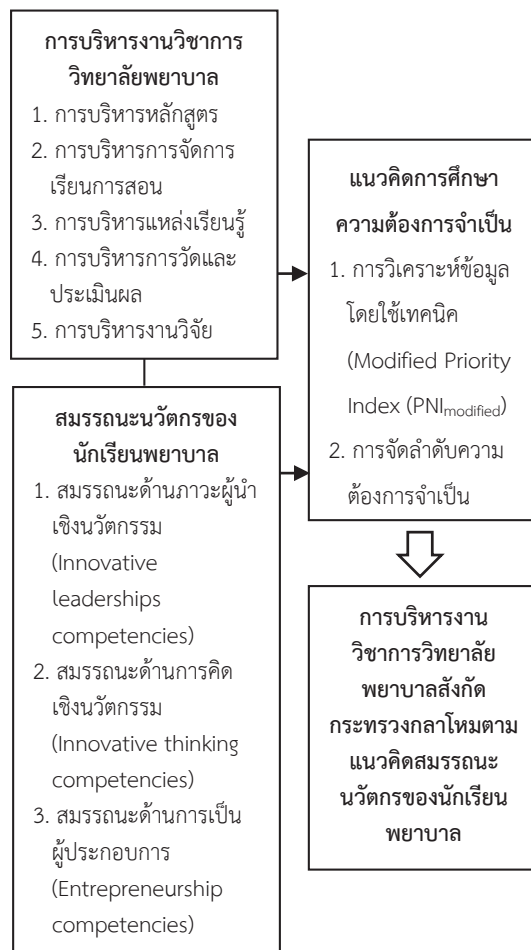 การบริหารงานวิชาการ
วิทยาลัยพยาบาล
1. การบริหารหลักสูตร
2. การบริหารการจัดการ
เรียนการสอน
3. การบริหารแหล่งเรียนรู้
4. การบริหารการวัดและ
ประเมินผล
5. การบริหารงานวิจัย
สมรรถนะนวัตกรของ
นักเรียนพยาบาล
1. สมรรถนะด้านภาวะผู้นำ
เชิงนวัตกรรม
(Innovative
leaderships
competencies)
2. สมรรถนะด้านการคิด
เชิงนวัตกรรม
(Innovative thinking
competencies)
3. สมรรถนะด้านการเป็น
ผู้ประกอบการ
(Entrepreneurship
competencies)
แนวคิดการศึกษา
ความต้องการจำเป็น
1. การวิเคราะห์ข้อมูล
โดยใช้เทคนิค
(Modified Priority
Index (PNImodified)
2. การจัดลำดับความ
ต้องการจำเป็น
การบริหารงาน
วิชาการวิทยาลัย
พยาบาลสังกัด
กระทรวงกลาโหมตาม
แนวคิดสมรรถนะ
นวัตกรของนักเรียน
พยาบาล